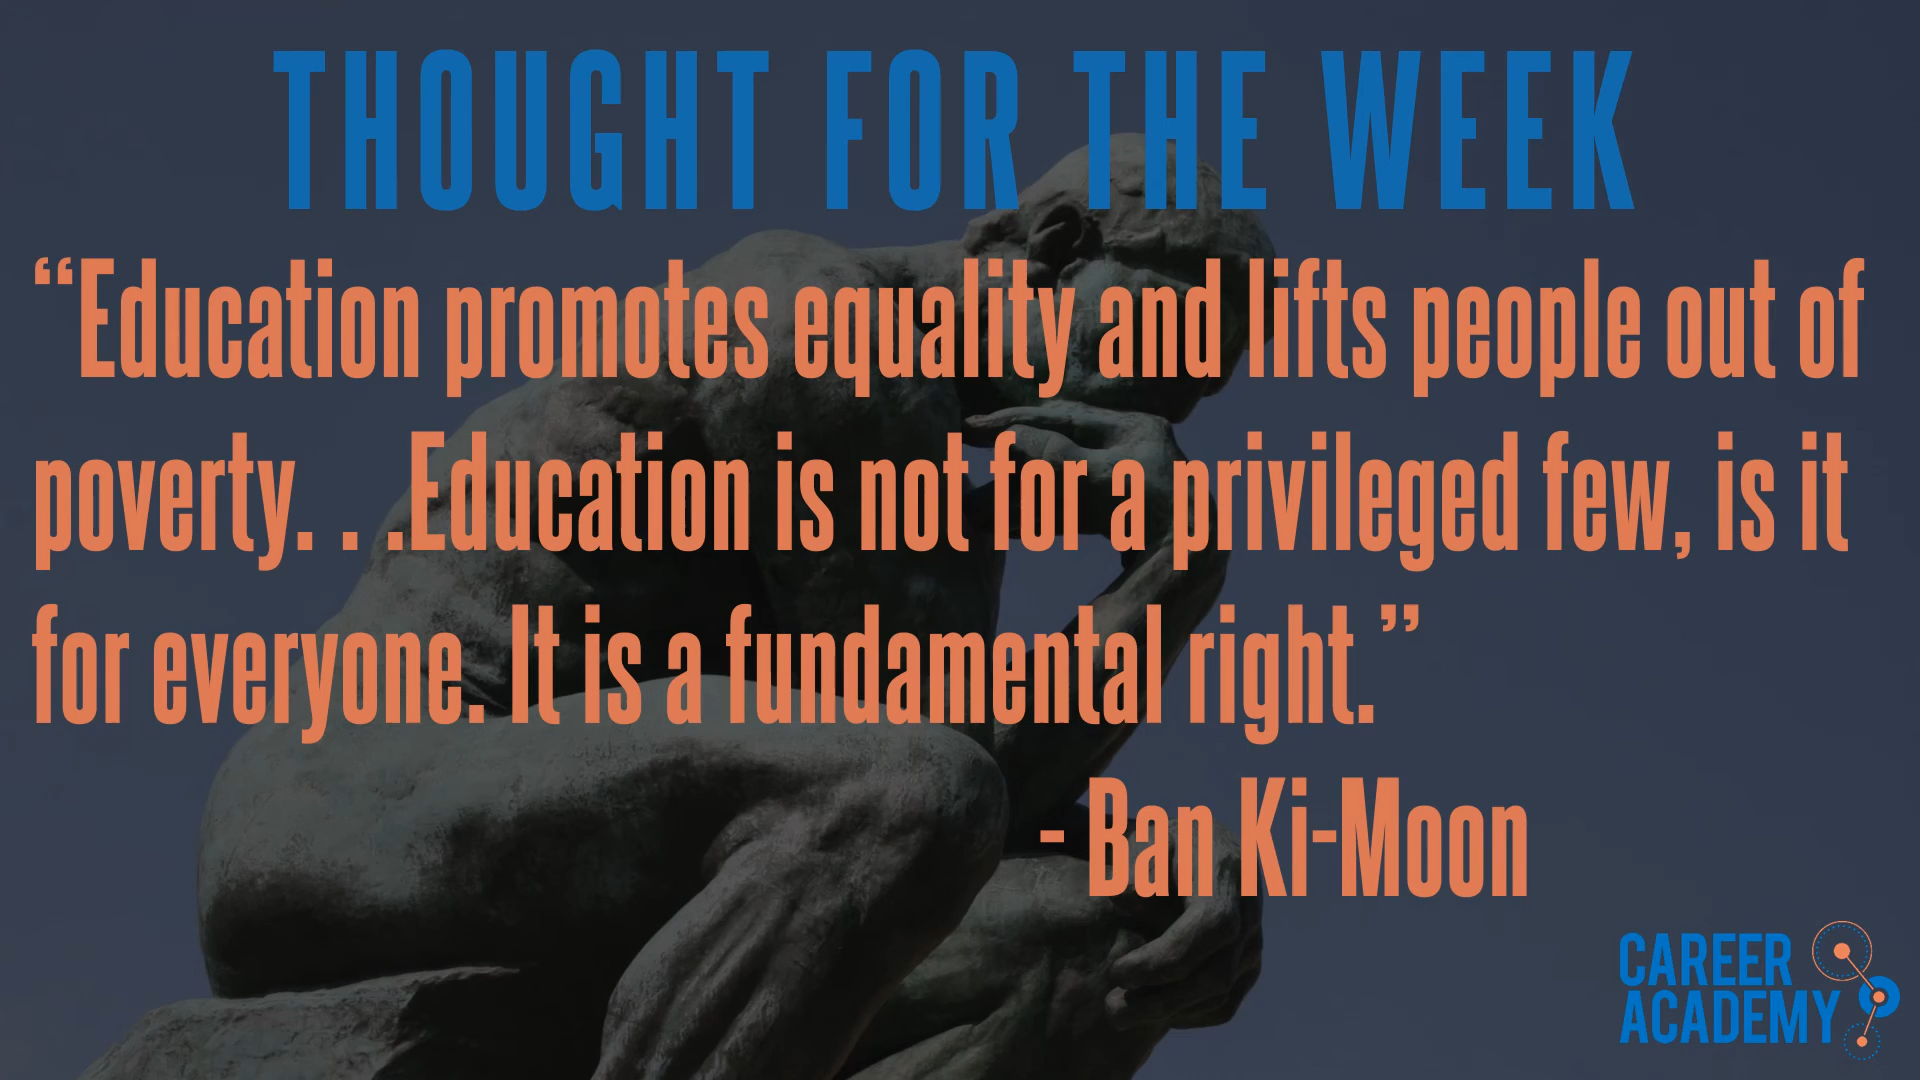 THOUGHT FOR THE WEEK
“Education promotes equality and lifts people out of
poverty. . .Education is not for a privileged few, is it
for everyone. It is a fundamental right.”
- Ban Ki-Moon
CAREER
ACADEMY